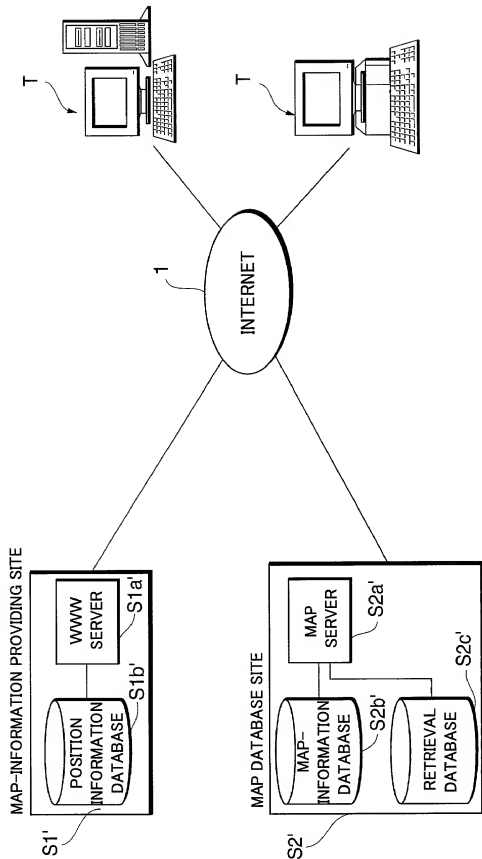 MAP-INFORMATION PROVIDING SITE
S1'
POSITION
INFORMATION
DATABASE
S1b'
WWW
SERVER
S1a'
MAP DATABASE SITE
S2'
MAP-
INFORMATION
DATABASE
S2b'
MAP
SERVER
S2a'
RETRIEVAL
DATABASE
S2c'
1
INTERNET
T
T